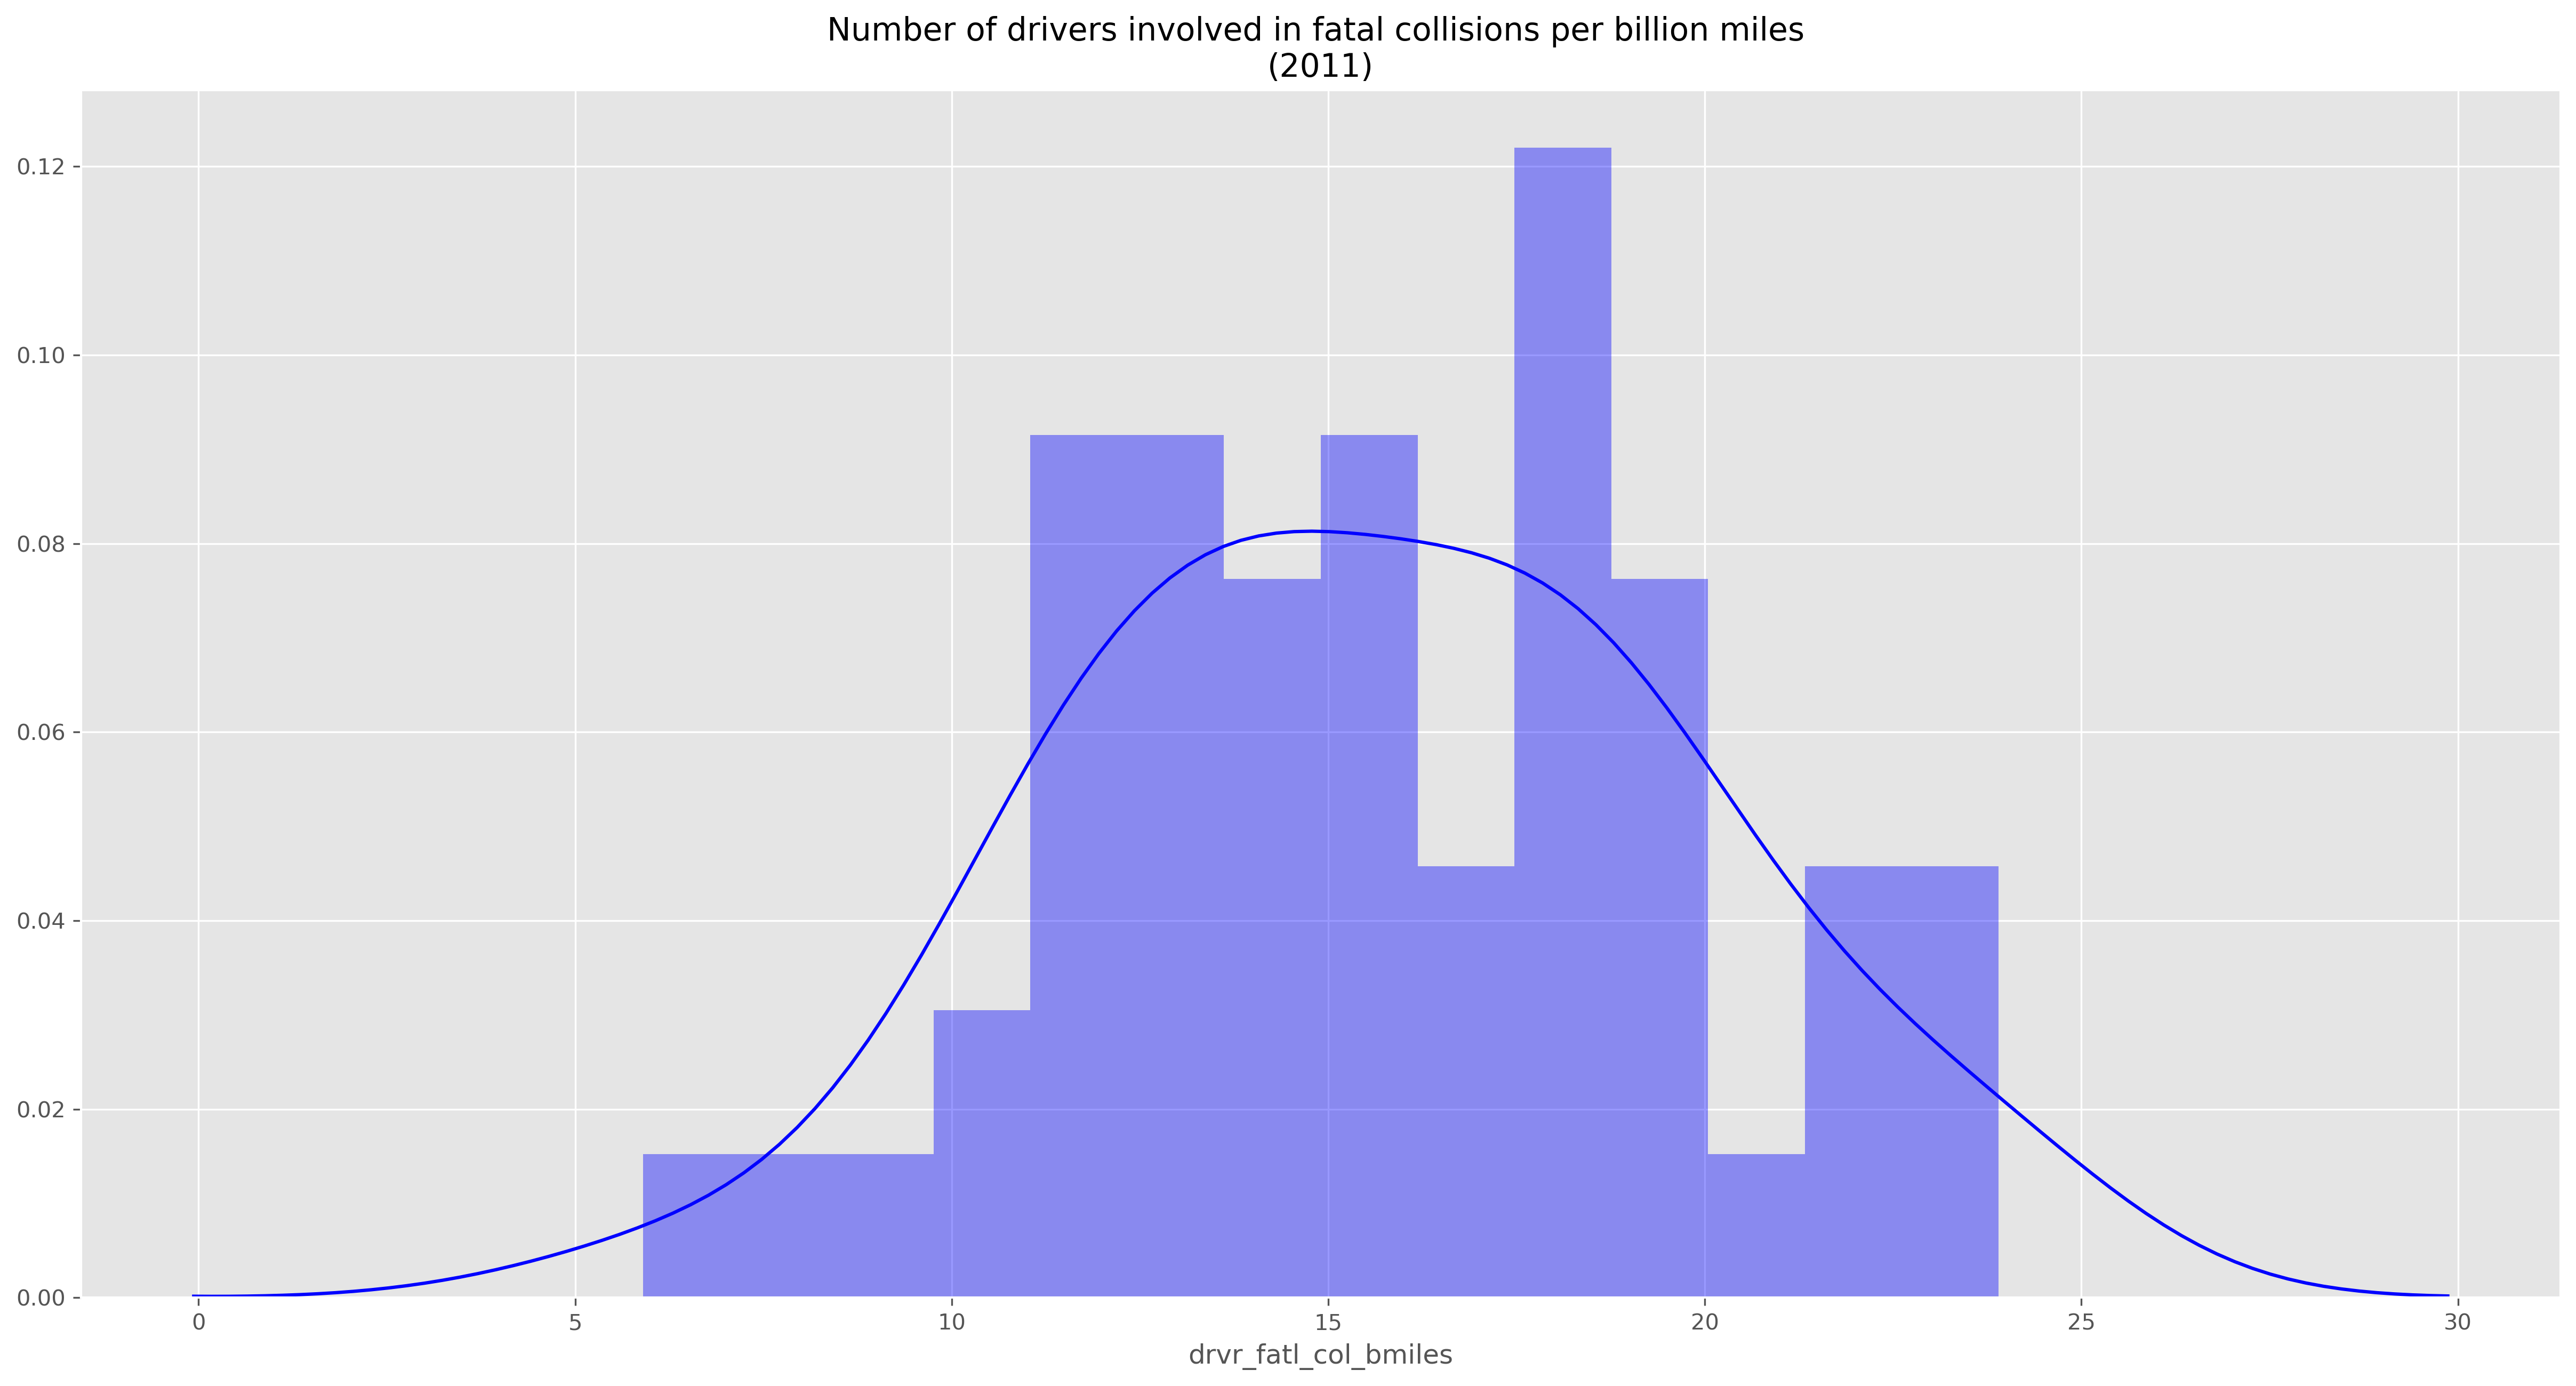 Number of drivers involved in fatal collisions per billion miles
(2011)
0.12
0.10
0.08
0.06
0.04
0.02
0.00
0 5 10 15 20 25 30
drvr_fatl_col_bmiles